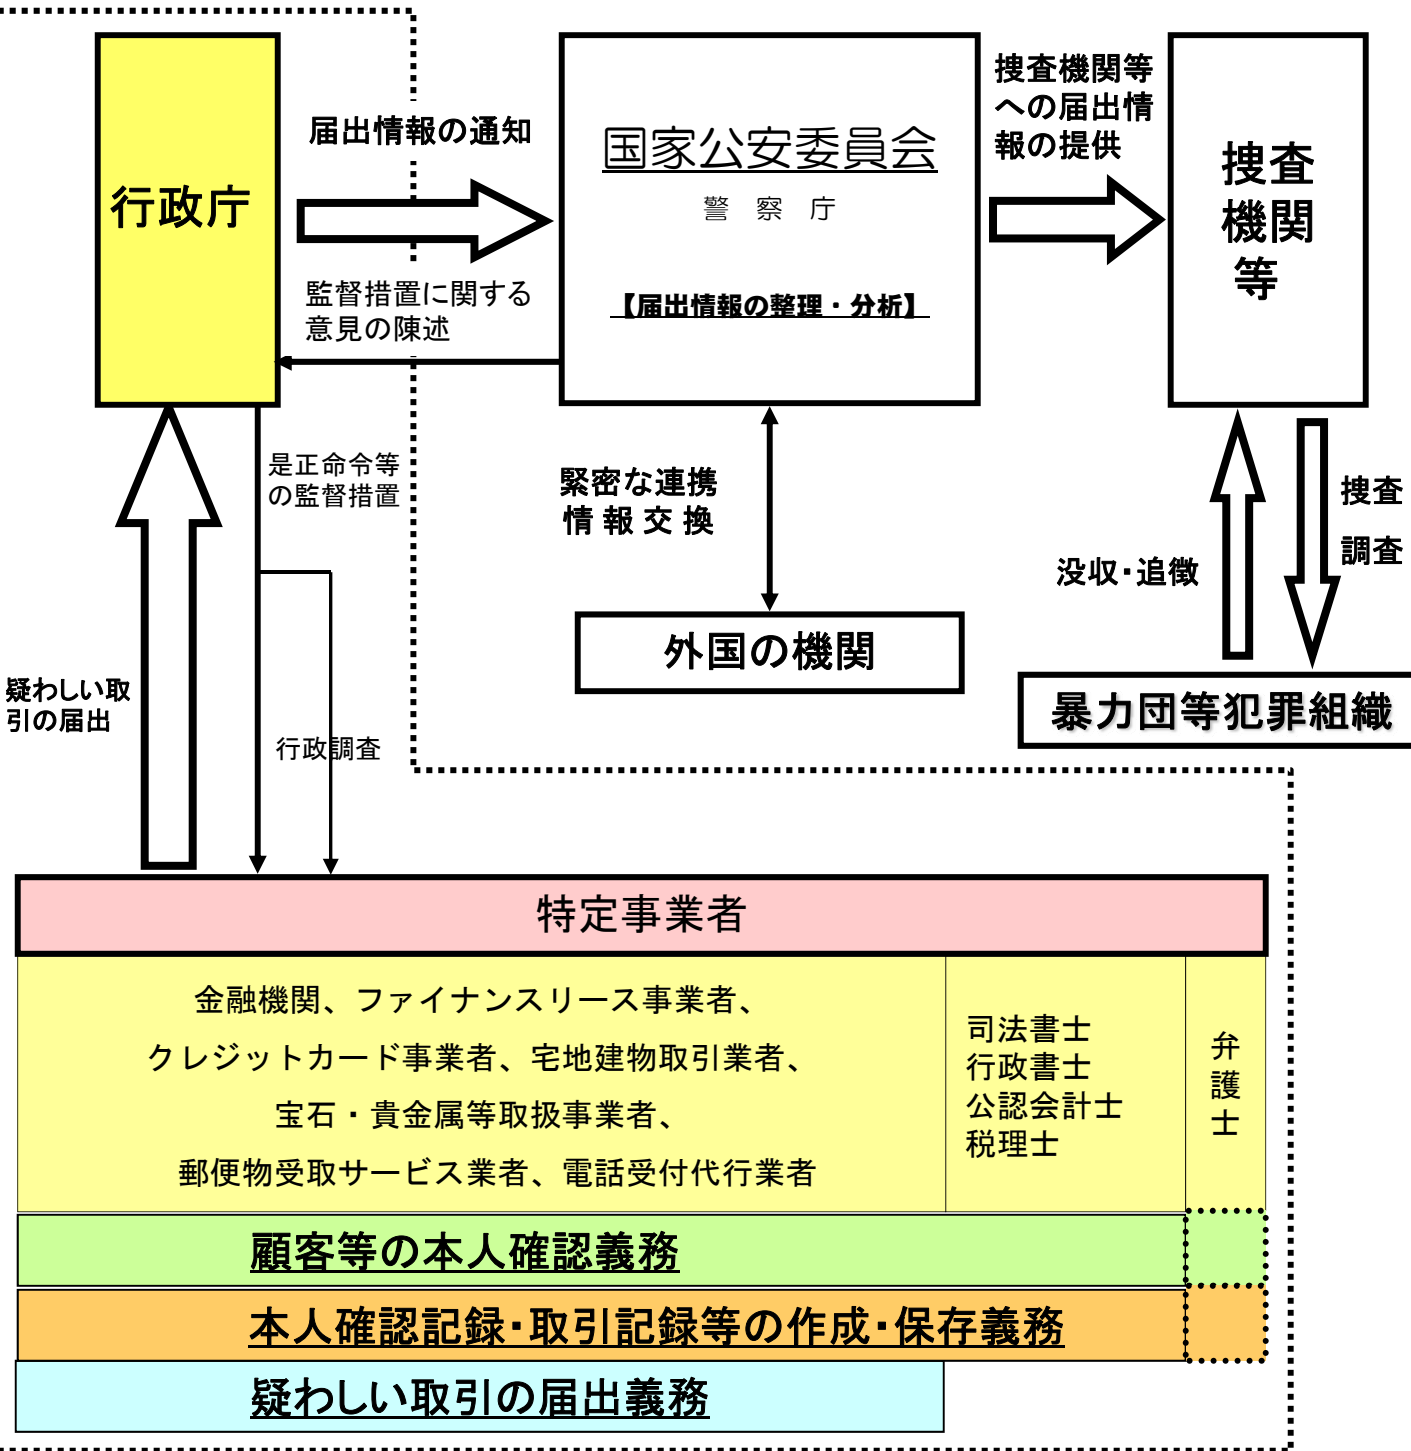 行政庁
届出情報の通知
監督措置に関する
意見の陳述
国家公安委員会
警 察 庁
【届出情報の整理・分析】
捜査機関等
への届出情
報の提供
捜査
機関
等
是正命令等
の監督措置
緊密な連携
情 報 交 換
外国の機関
没収・追徴
捜査
調査
暴力団等犯罪組織
疑わしい取
引の届出
行政調査
特定事業者
金融機関、ファイナンスリース事業者、
クレジットカード事業者、宅地建物取引業者、
宝石・貴金属等取扱事業者、
郵便物受取サービス業者、電話受付代行業者
司法書士
行政書士
公認会計士
税理士
弁
護
士
顧客等の本人確認義務
本人確認記録・取引記録等の作成・保存義務
疑わしい取引の届出義務